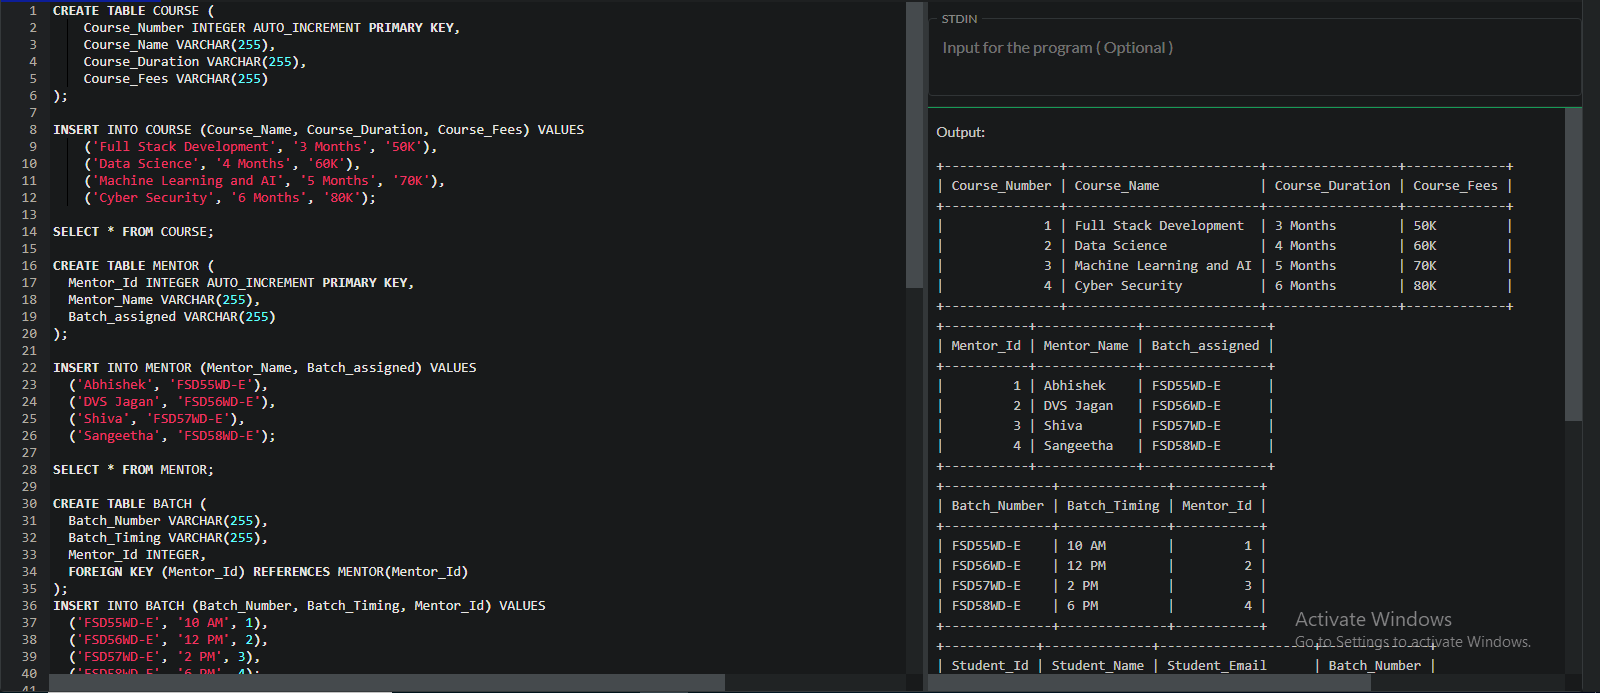 1 CREATE TABLE COURSE (
2     Course_Number INTEGER AUTO_INCREMENT PRIMARY KEY,
3     Course_Name VARCHAR(255),
4     Course_Duration VARCHAR(255),
5     Course_Fees VARCHAR(255)
6 );
7
8 INSERT INTO COURSE (Course_Name, Course_Duration, Course_Fees) VALUES
9     ('Full Stack Development', '3 Months', '50K'),
10     ('Data Science', '4 Months', '60K'),
11     ('Machine Learning and AI', '5 Months', '70K'),
12     ('Cyber Security', '6 Months', '80K');
13
14 SELECT * FROM COURSE;
15
16 CREATE TABLE MENTOR (
17   Mentor_Id INTEGER AUTO_INCREMENT PRIMARY KEY,
18   Mentor_Name VARCHAR(255),
19   Batch_assigned VARCHAR(255)
20 );
21
22 INSERT INTO MENTOR (Mentor_Name, Batch_assigned) VALUES
23   ('Abhishek', 'FSD55WD-E'),
24   ('DVS Jagan', 'FSD56WD-E'),
25   ('Shiva', 'FSD57WD-E'),
26   ('Sangeetha', 'FSD58WD-E');
27
28 SELECT * FROM MENTOR;
29
30 CREATE TABLE BATCH (
31   Batch_Number VARCHAR(255),
32   Batch_Timing VARCHAR(255),
33   Mentor_Id INTEGER,
34   FOREIGN KEY (Mentor_Id) REFERENCES MENTOR(Mentor_Id)
35 );
36 INSERT INTO BATCH (Batch_Number, Batch_Timing, Mentor_Id) VALUES
37   ('FSD55WD-E', '10 AM', 1),
38   ('FSD56WD-E', '12 PM', 2),
39   ('FSD57WD-E', '2 PM', 3),
40   ('FSD58WD-E', '6 PM', 4);
41
STDIN
Input for the program ( Optional )
Output:
+---------------+-------------------------+-----------------+-------------+
| Course_Number | Course_Name             | Course_Duration | Course_Fees |
+---------------+-------------------------+-----------------+-------------+
|             1 | Full Stack Development  | 3 Months        | 50K         |
|             2 | Data Science            | 4 Months        | 60K         |
|             3 | Machine Learning and AI | 5 Months        | 70K         |
|             4 | Cyber Security          | 6 Months        | 80K         |
+---------------+-------------------------+-----------------+-------------+
+-----------+-------------+----------------+
| Mentor_Id | Mentor_Name | Batch_assigned |
+-----------+-------------+----------------+
|         1 | Abhishek    | FSD55WD-E      |
|         2 | DVS Jagan   | FSD56WD-E      |
|         3 | Shiva       | FSD57WD-E      |
|         4 | Sangeetha   | FSD58WD-E      |
+-----------+-------------+----------------+
+--------------+--------------+-----------+
| Batch_Number | Batch_Timing | Mentor_Id |
+--------------+--------------+-----------+
| FSD55WD-E    | 10 AM        |         1 |
| FSD56WD-E    | 12 PM        |         2 |
| FSD57WD-E    | 2 PM         |         3 |
| FSD58WD-E    | 6 PM         |         4 |
+--------------+--------------+-----------+
+------------+--------------+--------------------+--------------+
| Student_Id | Student_Name | Student_Email      | Batch_Number |
Activate Windows
Go to Settings to activate Windows.